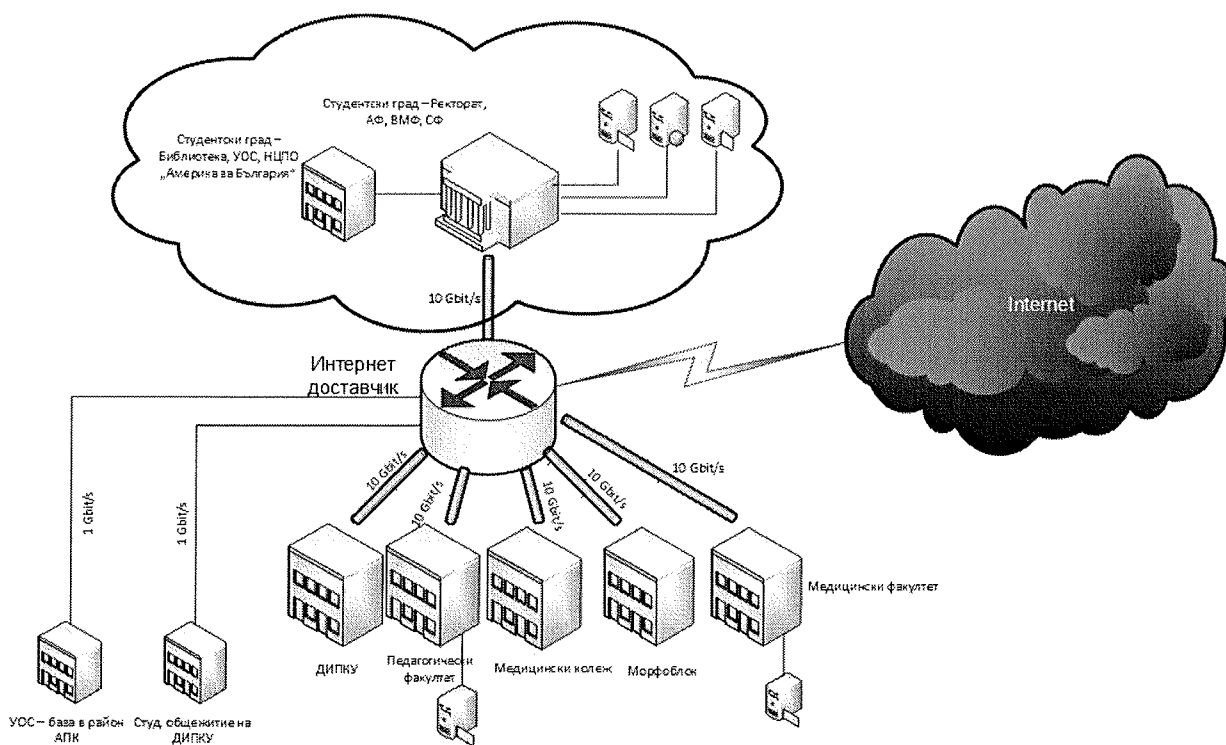 Студентски град – Ректорат,
АФ, ВМФ, СФ
Студентски град –
Библиотека, УОС, НЦПО
„Америка за България"
10 Gbit/s
Internet
Интернет
доставчик
1 Gbit/s
1 Gbit/s
10 Gbit/s
10 Gbit/s
10 Gbit/s
10 Gbit/s
10 Gbit/s
ДИПКУ
Педагогически
факултет
Медицински колеж
Морфоблок
Медицински факултет
УОС – база в район
АПК
Студ. общежитие на
ДИПКУ